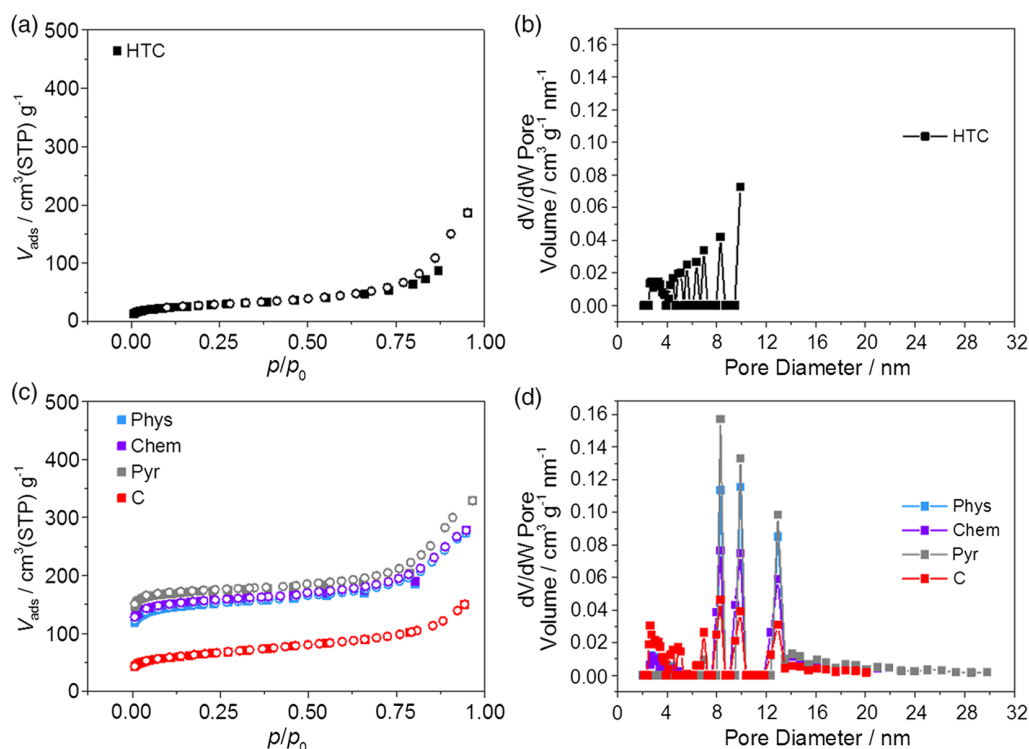 (a)
500
400
300
200
100
0
V_ads / cm³(STP) g⁻¹
HTC
0.00 0.25 0.50 0.75 1.00
p/p₀
(b)
0.16
0.14
0.12
0.10
0.08
0.06
0.04
0.02
0.00
dV/dW Pore
Volume / cm³ g⁻¹ nm⁻¹
HTC
0 4 8 12 16 20 24 28 32
Pore Diameter / nm
(c)
500
400
300
200
100
0
V_ads / cm³(STP) g⁻¹
Phys
Chem
Pyr
C
0.00 0.25 0.50 0.75 1.00
p/p₀
(d)
0.16
0.14
0.12
0.10
0.08
0.06
0.04
0.02
0.00
dV/dW Pore
Volume / cm³ g⁻¹ nm⁻¹
Phys
Chem
Pyr
C
0 4 8 12 16 20 24 28 32
Pore Diameter / nm